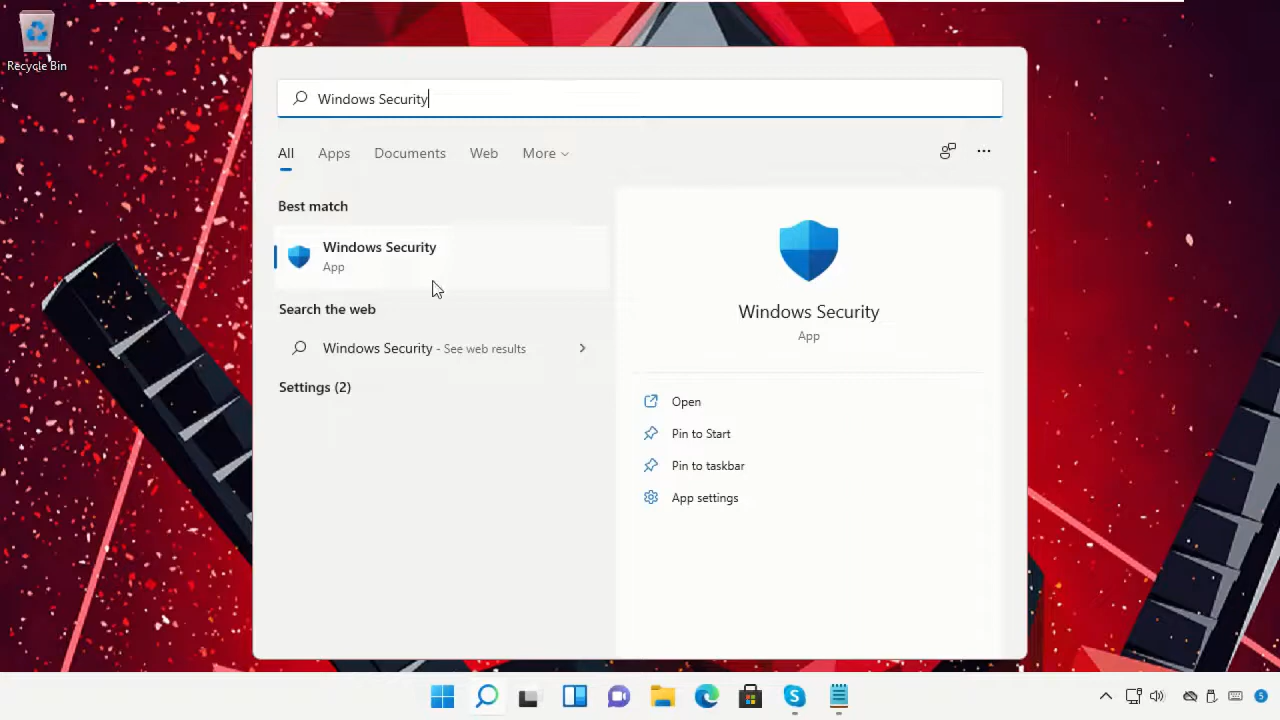 Recycle Bin
Windows Security
All Apps Documents Web More
Best match
Windows Security
App
Search the web
Windows Security - See web results
Settings (2)
Windows Security
App
Open
Pin to Start
Pin to taskbar
App settings
5